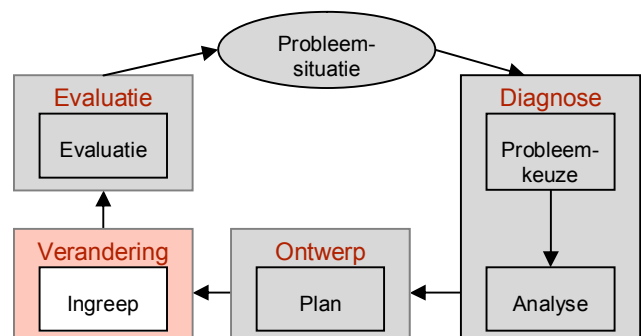 Probleem-
situatie
Evaluatie
Evaluatie
Diagnose
Probleem-
keuze
Verandering
Ingreep
Ontwerp
Plan
Analyse